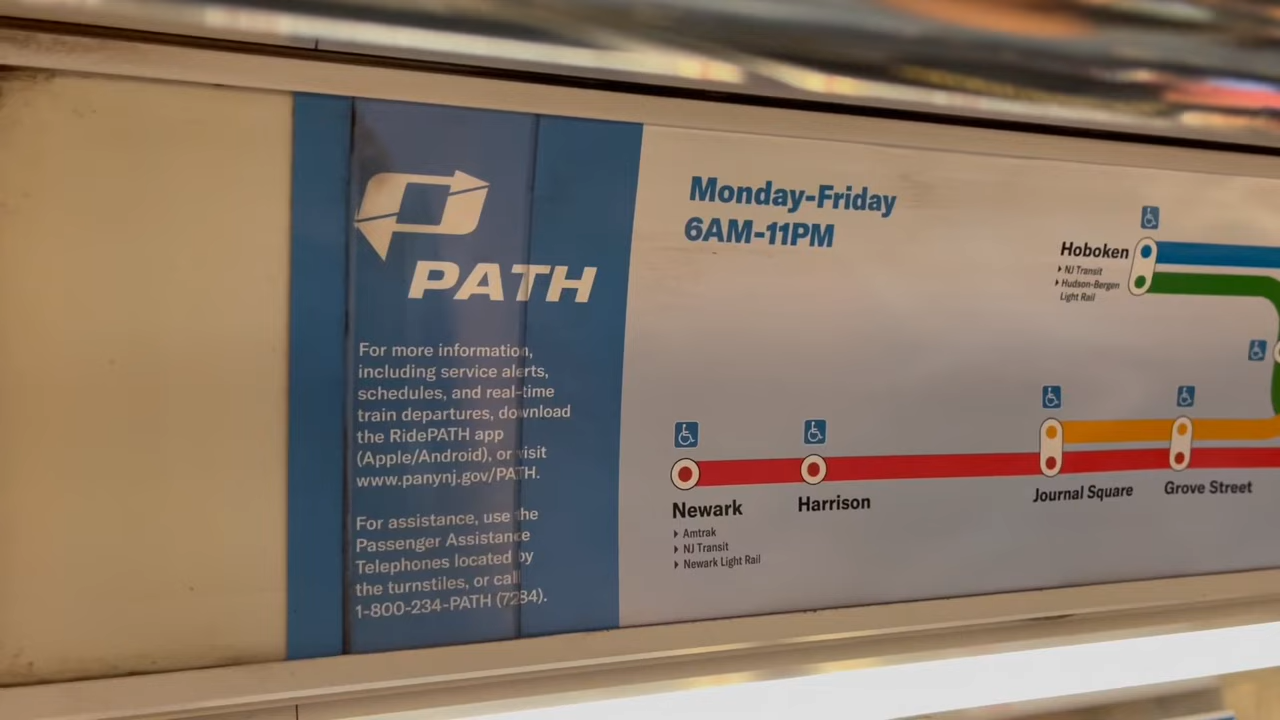 PATH
For more information,
including service alerts,
schedules, and real-time
train departures, download
the RidePATH app
(Apple/Android), or visit
www.panynj.gov/PATH.
For assistance, use the
Passenger Assistance
Telephones located by
the turnstiles, or call
1-800-234-PATH (7284).
Monday-Friday
6AM-11PM
Hoboken
NJ Transit
Hudson-Bergen
Light Rail
Newark
Amtrak
NJ Transit
Newark Light Rail
Harrison
Journal Square
Grove Street